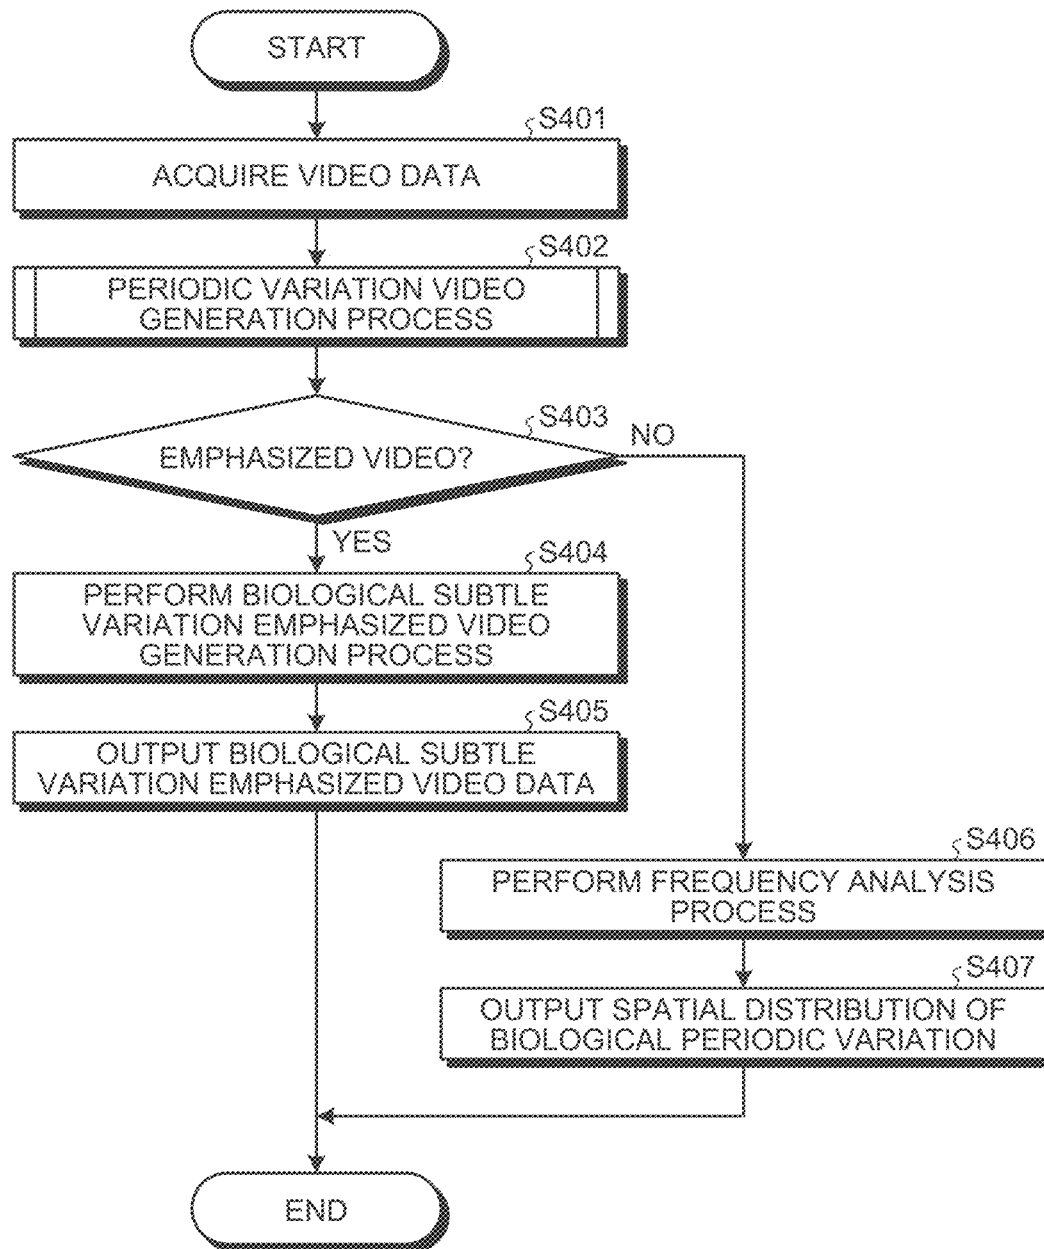 START
S401
ACQUIRE VIDEO DATA
S402
PERIODIC VARIATION VIDEO
GENERATION PROCESS
S403
EMPHASIZED VIDEO?
NO
YES
S404
PERFORM BIOLOGICAL SUBTLE
VARIATION EMPHASIZED VIDEO
GENERATION PROCESS
S405
OUTPUT BIOLOGICAL SUBTLE
VARIATION EMPHASIZED VIDEO DATA
S406
PERFORM FREQUENCY ANALYSIS
PROCESS
S407
OUTPUT SPATIAL DISTRIBUTION OF
BIOLOGICAL PERIODIC VARIATION
END